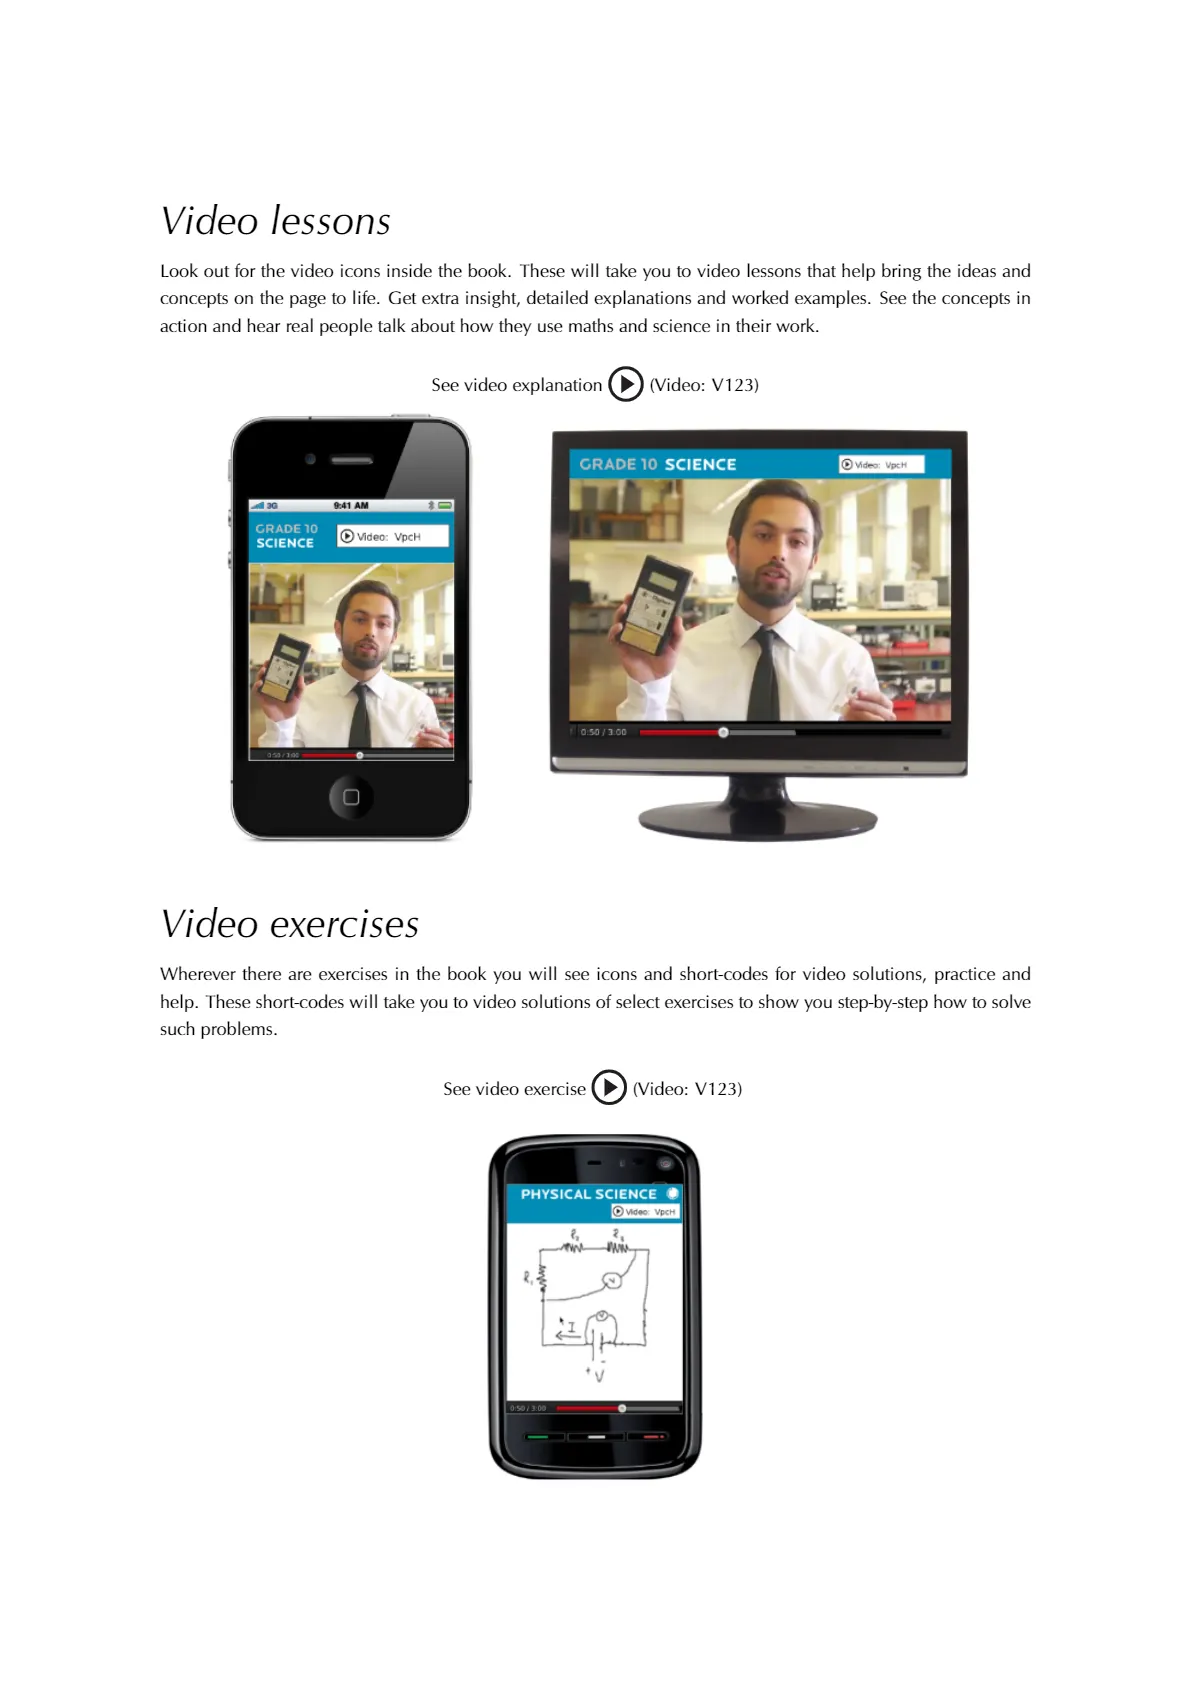 Video lessons
Look out for the video icons inside the book. These will take you to video lessons that help bring the ideas and
concepts on the page to life. Get extra insight, detailed explanations and worked examples. See the concepts in
action and hear real people talk about how they use maths and science in their work.
See video explanation (Video: V123)
3G 9:41 AM
GRADE 10
SCIENCE
Video: VpcH
0:50 / 3:00
GRADE 10 SCIENCE Video: VpcH
0:50 / 3:00
Video exercises
Wherever there are exercises in the book you will see icons and short-codes for video solutions, practice and
help. These short-codes will take you to video solutions of select exercises to show you step-by-step how to solve
such problems.
See video exercise (Video: V123)
PHYSICAL SCIENCE
Video: VpcH
R2 R3
R1
V
V
I
+ V -
0:50 / 3:00